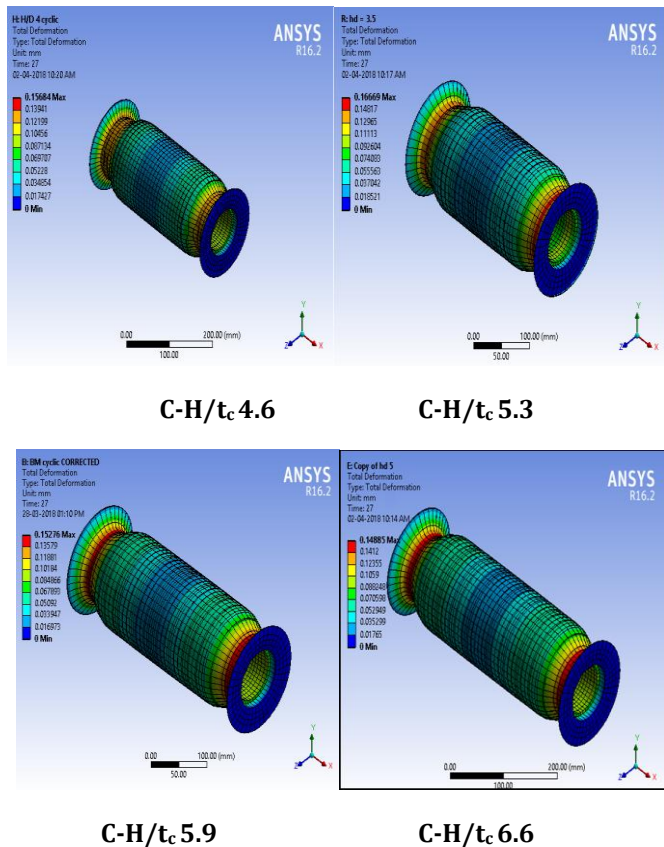 H: H/D 4 cyclic
Total Deformation
Type: Total Deformation
Unit: mm
Time: 27
02-04-2018 10:20 AM
ANSYS
R16.2
0.15684 Max
0.13941
0.12199
0.10456
0.087134
0.069707
0.05228
0.034854
0.017427
0 Min
0.00
200.00 (mm)
100.00
Y
Z
X
R: hd = 3.5
Total Deformation
Type: Total Deformation
Unit: mm
Time: 27
02-04-2018 10:17 AM
ANSYS
R16.2
0.16669 Max
0.14817
0.12965
0.11113
0.092604
0.074083
0.055563
0.037042
0.018521
0 Min
0.00
100.00 (mm)
50.00
Y
Z
X
C-H/tc 4.6
C-H/tc 5.3
BM cyclic CORRECTED
Total Deformation
Type: Total Deformation
Unit: mm
Time: 27
28-03-2018 01:10 PM
ANSYS
R16.2
0.15276 Max
0.13579
0.11881
0.10184
0.084866
0.067893
0.05092
0.033947
0.016973
0 Min
0.00
100.00 (mm)
50.00
Y
Z
X
E: Copy of hd 5
Total Deformation
Type: Total Deformation
Unit: mm
Time: 27
02-04-2018 10:14 AM
ANSYS
R16.2
0.14885 Max
0.1412
0.12355
0.1059
0.088248
0.070598
0.052949
0.035299
0.01765
0 Min
0.00
200.00 (mm)
100.00
Y
Z
X
C-H/tc 5.9
C-H/tc 6.6